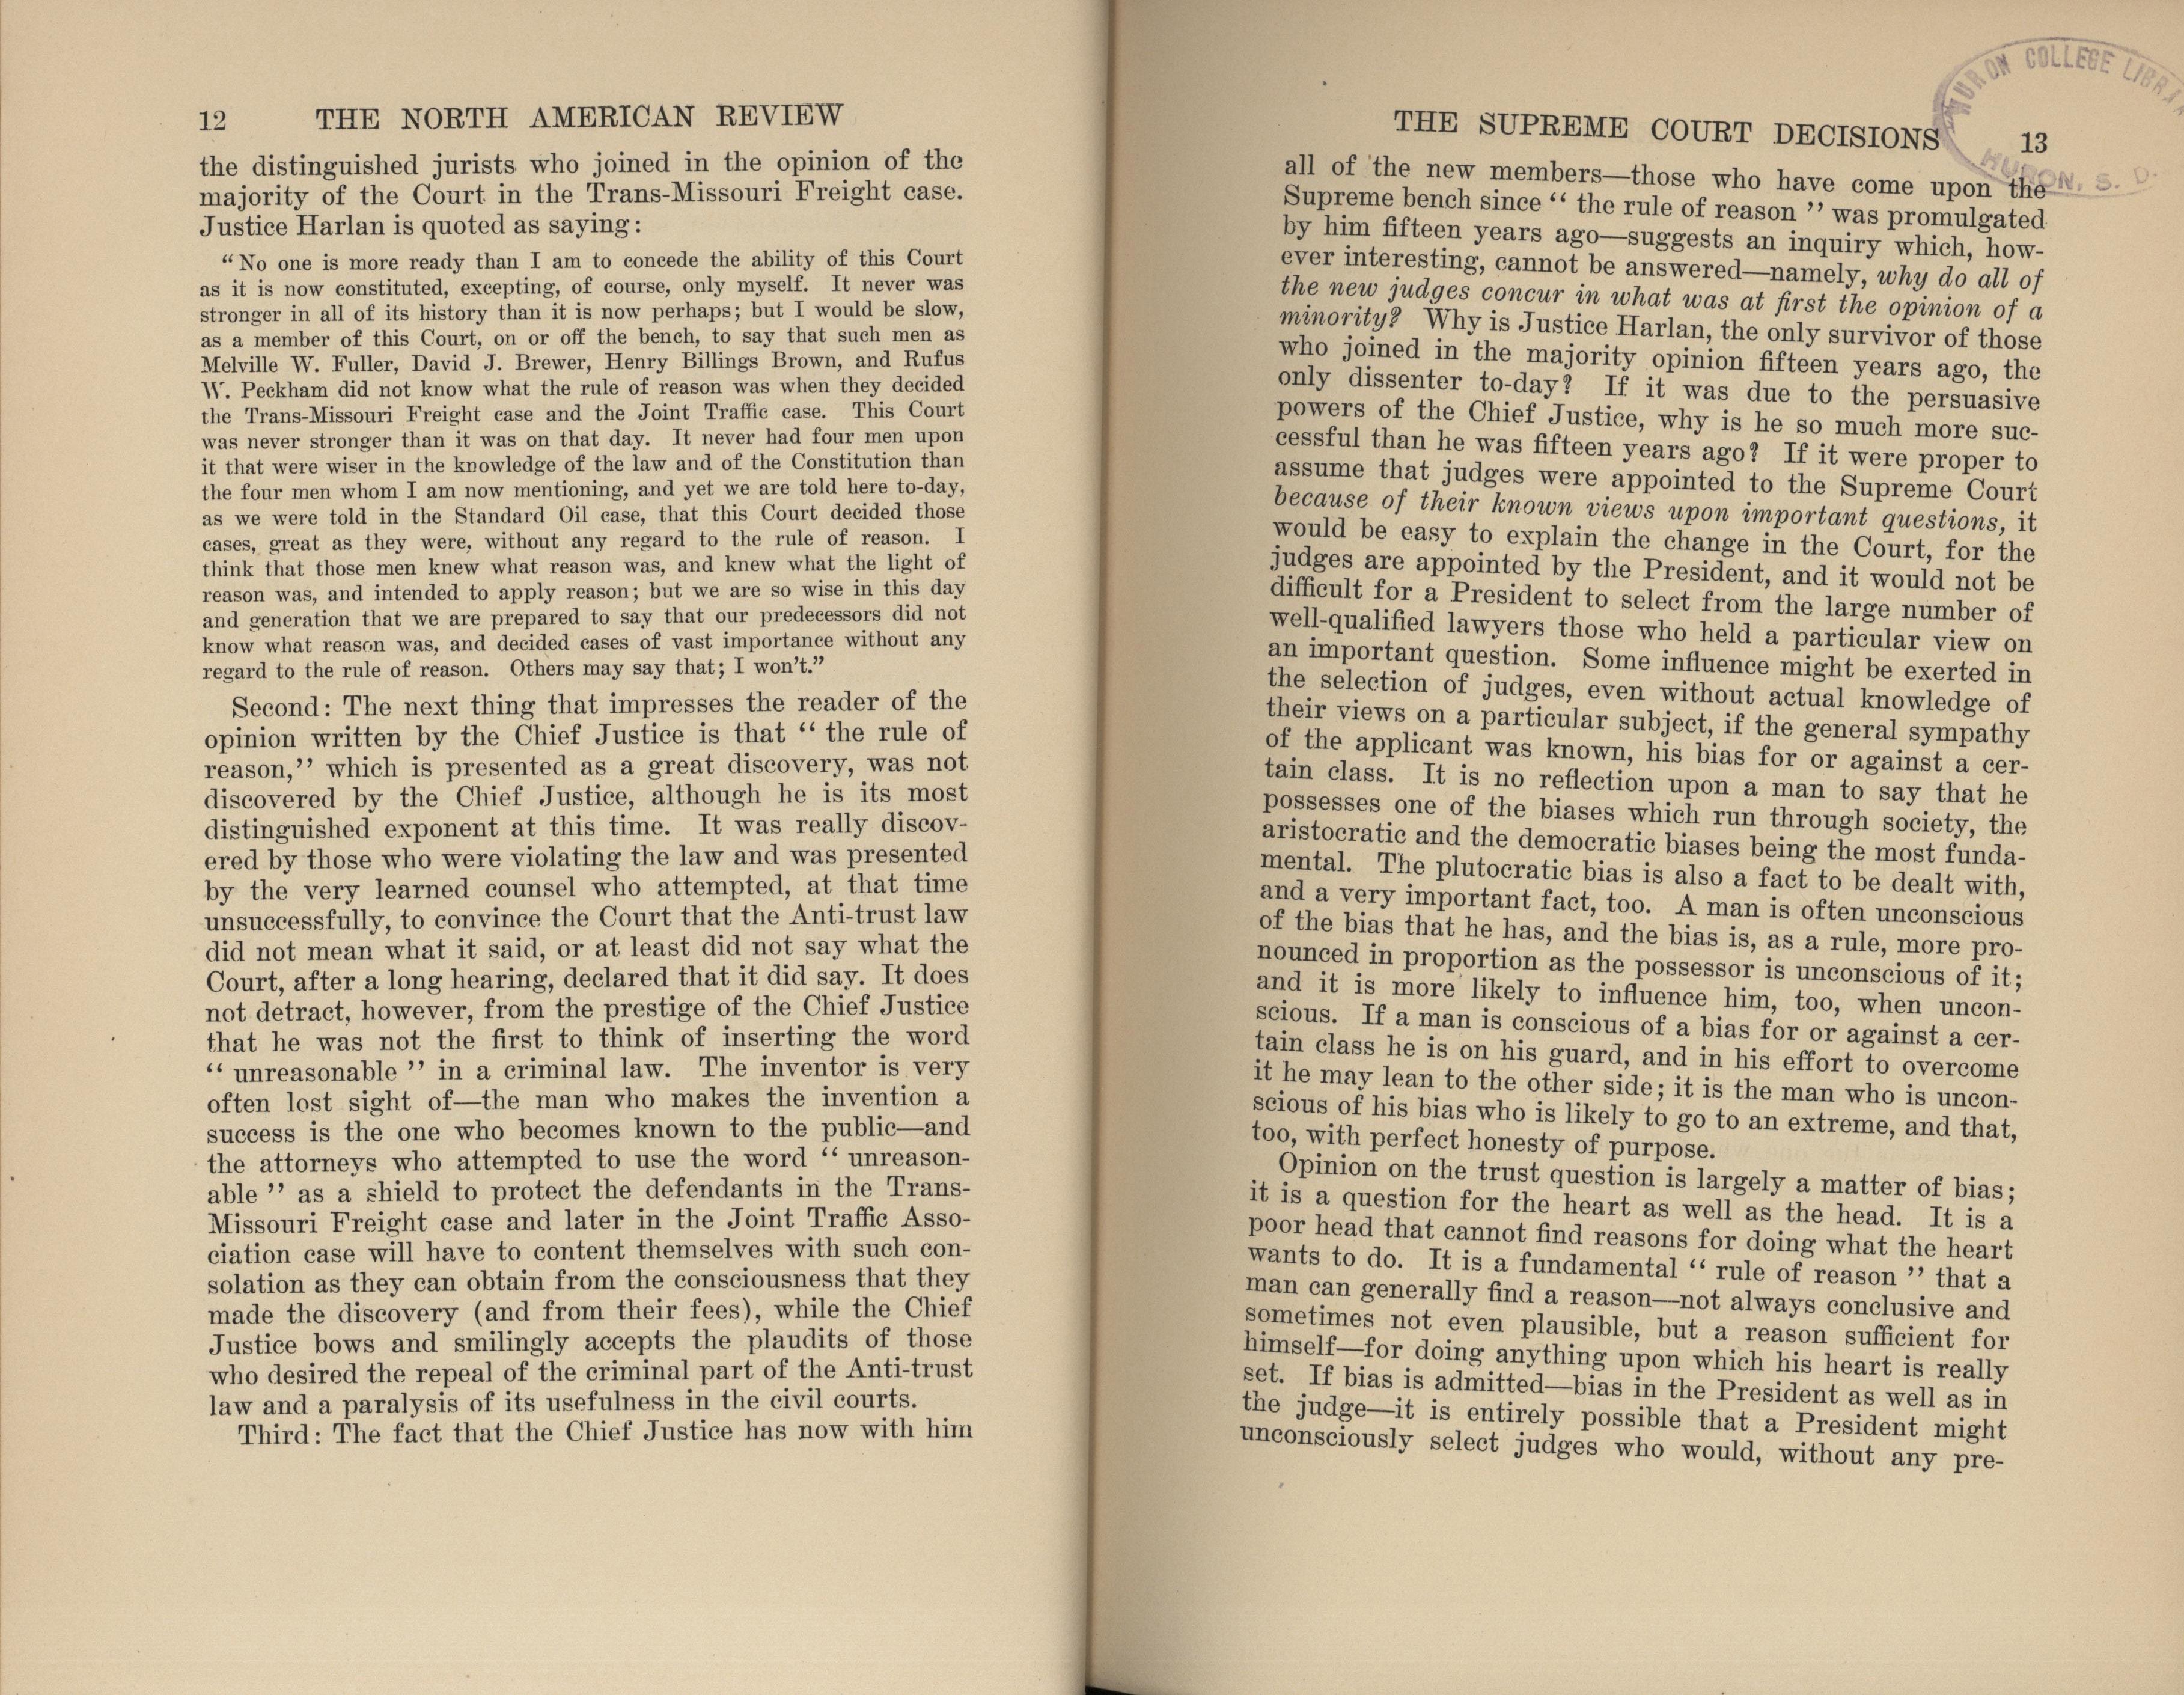 12 THE NORTH AMERICAN REVIEW
the distinguished jurists who joined in the opinion of the
majority of the Court in the Trans-Missouri Freight case.
Justice Harlan is quoted as saying:
“No one is more ready than I am to concede the ability of this Court
as it is now constituted, excepting, of course, only myself. It never was
stronger in all of its history than it is now perhaps; but I would be slow,
as a member of this Court, on or off the bench, to say that such men as
Melville W. Fuller, David J. Brewer, Henry Billings Brown, and Rufus
W. Peckham did not know what the rule of reason was when they decided
the Trans-Missouri Freight case and the Joint Traffic case. This Court
was never stronger than it was on that day. It never had four men upon
it that were wiser in the knowledge of the law and of the Constitution than
the four men whom I am now mentioning, and yet we are told here to-day,
as we were told in the Standard Oil case, that this Court decided those
cases, great as they were, without any regard to the rule of reason. I
think that those men knew what reason was, and knew what the light of
reason was, and intended to apply reason; but we are so wise in this day
and generation that we are prepared to say that our predecessors did not
know what reason was, and decided cases of vast importance without any
regard to the rule of reason. Others may say that; I won’t.”
Second: The next thing that impresses the reader of the
opinion written by the Chief Justice is that “ the rule of
reason,” which is presented as a great discovery, was not
discovered by the Chief Justice, although he is its most
distinguished exponent at this time. It was really discov-
ered by those who were violating the law and was presented
by the very learned counsel who attempted, at that time
unsuccessfully, to convince the Court that the Anti-trust law
did not mean what it said, or at least did not say what the
Court, after a long hearing, declared that it did say. It does
not detract, however, from the prestige of the Chief Justice
that he was not the first to think of inserting the word
“ unreasonable ” in a criminal law. The inventor is very
often lost sight of—the man who makes the invention a
success is the one who becomes known to the public—and
the attorneys who attempted to use the word “ unreason-
able ” as a shield to protect the defendants in the Trans-
Missouri Freight case and later in the Joint Traffic Asso-
ciation case will have to content themselves with such con-
solation as they can obtain from the consciousness that they
made the discovery (and from their fees), while the Chief
Justice bows and smilingly accepts the plaudits of those
who desired the repeal of the criminal part of the Anti-trust
law and a paralysis of its usefulness in the civil courts.
Third: The fact that the Chief Justice has now with him
THE SUPREME COURT DECISIONS 13
HURON COLLEGE LIBRA
HURON, S. D.
all of the new members—those who have come upon the
Supreme bench since “ the rule of reason ” was promulgated
by him fifteen years ago—suggests an inquiry which, how-
ever interesting, cannot be answered—namely, why do all of
the new judges concur in what was at first the opinion of a
minority? Why is Justice Harlan, the only survivor of those
who joined in the majority opinion fifteen years ago, the
only dissenter to-day? If it was due to the persuasive
powers of the Chief Justice, why is he so much more suc-
cessful than he was fifteen years ago? If it were proper to
assume that judges were appointed to the Supreme Court
because of their known views upon important questions, it
would be easy to explain the change in the Court, for the
judges are appointed by the President, and it would not be
difficult for a President to select from the large number of
well-qualified lawyers those who held a particular view on
an important question. Some influence might be exerted in
the selection of judges, even without actual knowledge of
their views on a particular subject, if the general sympathy
of the applicant was known, his bias for or against a cer-
tain class. It is no reflection upon a man to say that he
possesses one of the biases which run through society, the
aristocratic and the democratic biases being the most funda-
mental. The plutocratic bias is also a fact to be dealt with,
and a very important fact, too. A man is often unconscious
of the bias that he has, and the bias is, as a rule, more pro-
nounced in proportion as the possessor is unconscious of it;
and it is more likely to influence him, too, when uncon-
scious. If a man is conscious of a bias for or against a cer-
tain class he is on his guard, and in his effort to overcome
it he may lean to the other side; it is the man who is uncon-
scious of his bias who is likely to go to an extreme, and that,
too, with perfect honesty of purpose.
Opinion on the trust question is largely a matter of bias;
it is a question for the heart as well as the head. It is a
poor head that cannot find reasons for doing what the heart
wants to do. It is a fundamental “ rule of reason ” that a
man can generally find a reason—not always conclusive and
sometimes not even plausible, but a reason sufficient for
himself—for doing anything upon which his heart is really
set. If bias is admitted—bias in the President as well as in
the judge—it is entirely possible that a President might
unconsciously select judges who would, without any pre-